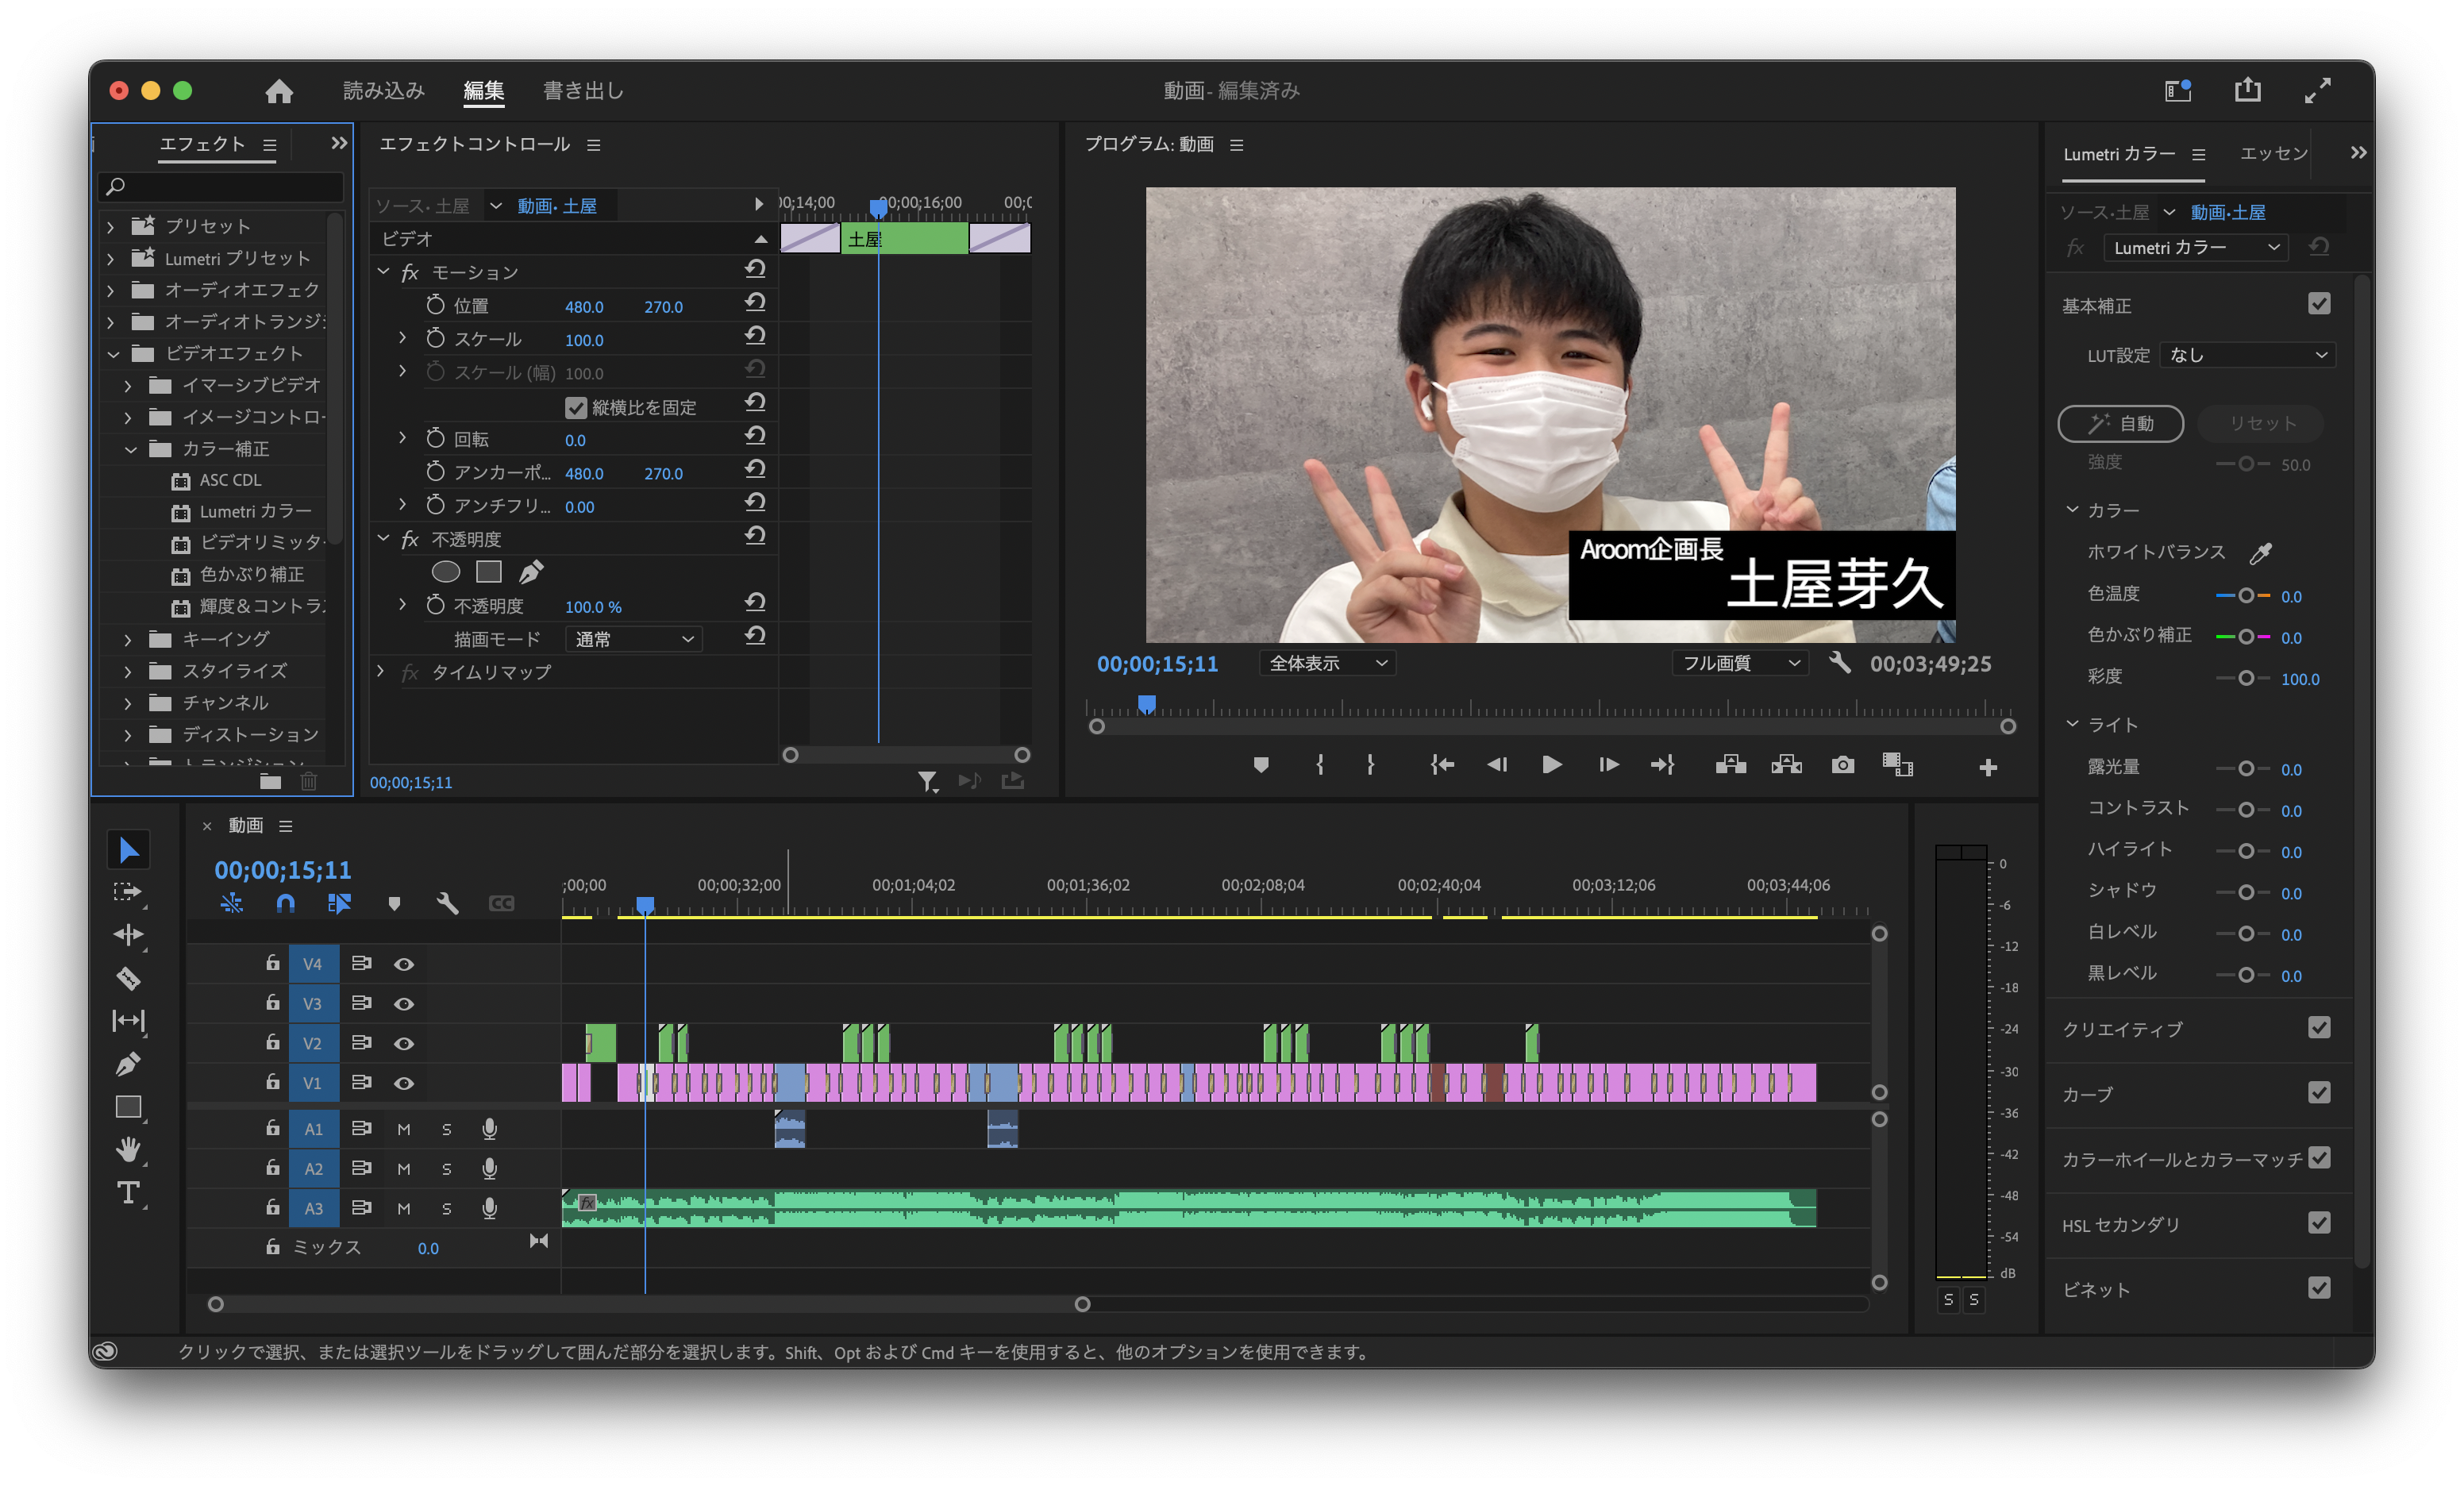 読み込み
編集
書き出し
動画 - 編集済み
エフェクト
プリセット
Lumetri プリセット
オーディオエフェク
オーディオトランジ
ビデオエフェクト
イマーシブビデオ
イメージコントロ
カラー補正
ASC CDL
Lumetri カラー
ビデオリミッタ
色かぶり補正
輝度＆コントラ
キーイング
スタイライズ
チャンネル
ディストーション
トランジション
エフェクトコントロール
ソース・土屋
動画・土屋
ビデオ
fx モーション
位置 480.0 270.0
スケール 100.0
スケール (幅) 100.0
縦横比を固定
回転 0.0
アンカーポ... 480.0 270.0
アンチフリ... 0.00
fx 不透明度
不透明度 100.0 %
描画モード 通常
fx タイムリマップ
00;00;15;11
00;14;00 00;00;16;00 00;0
土屋
プログラム: 動画
Aroom企画長
土屋芽久
00;00;15;11
全体表示
フル画質
00;03;49;25
Lumetri カラー
エッセン
ソース・土屋
動画・土屋
fx Lumetri カラー
基本補正
LUT設定 なし
自動
リセット
強度 50.0
カラー
ホワイトバランス
色温度 0.0
色かぶり補正 0.0
彩度 100.0
ライト
露光量 0.0
コントラスト 0.0
ハイライト 0.0
シャドウ 0.0
白レベル 0.0
黒レベル 0.0
クリエイティブ
カーブ
カラーホイールとカラーマッチ
HSL セカンダリ
ビネット
× 動画
00;00;15;11
CC
;00;00 00;00;32;00 00;01;04;02 00;01;36;02 00;02;08;04 00;02;40;04 00;03;12;06 00;03;44;06
V4
V3
V2
V1
A1 M S
A2 M S
A3 M S
fx
ミックス 0.0
0
-6
-12
-18
-24
-30
-36
-42
-48
-54
dB
S S
クリックで選択、または選択ツールをドラッグして囲んだ部分を選択します。Shift、Opt および Cmd キーを使用すると、他のオプションを使用できます。